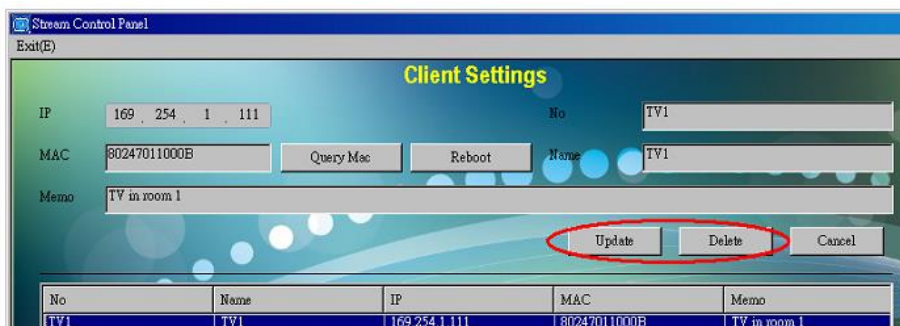 Stream Control Panel
Exit(E)
Client Settings
IP 169 . 254 . 1 . 111 No TV1
MAC 80247011000B Query Mac Reboot Name TV1
Memo TV in room 1
Update Delete Cancel
No Name IP MAC Memo
TV1 TV1 169.254.1.111 80247011000B TV in room 1